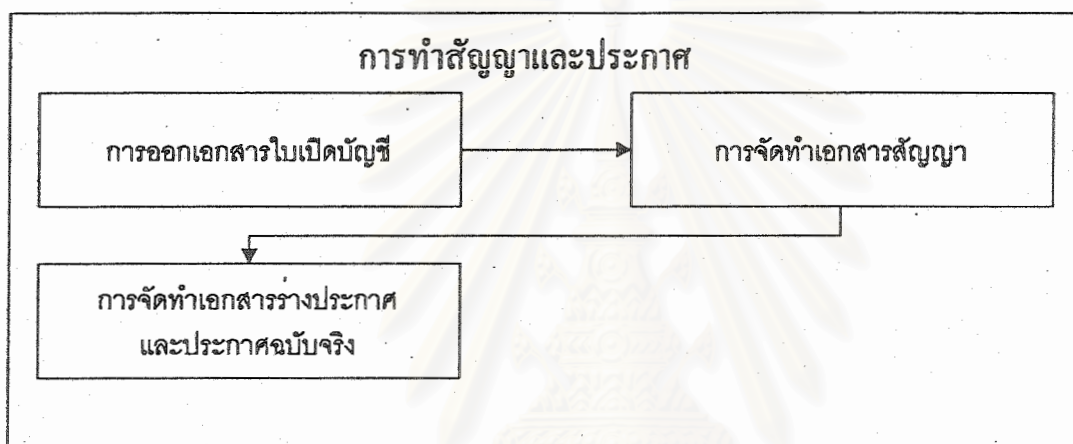 การทำสัญญาและประกาศ
การออกเอกสารใบเปิดบัญชี
การจัดทำเอกสารสัญญา
การจัดทำเอกสารร่างประกาศ
และประกาศฉบับจริง